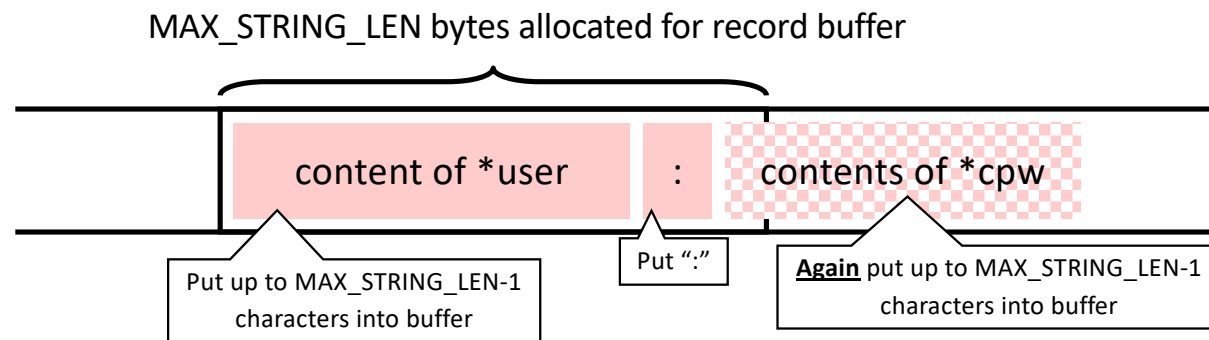 MAX_STRING_LEN bytes allocated for record buffer
content of *user
:
contents of *cpw
Put up to MAX_STRING_LEN-1
characters into buffer
Put “:”
Again put up to MAX_STRING_LEN-1
characters into buffer